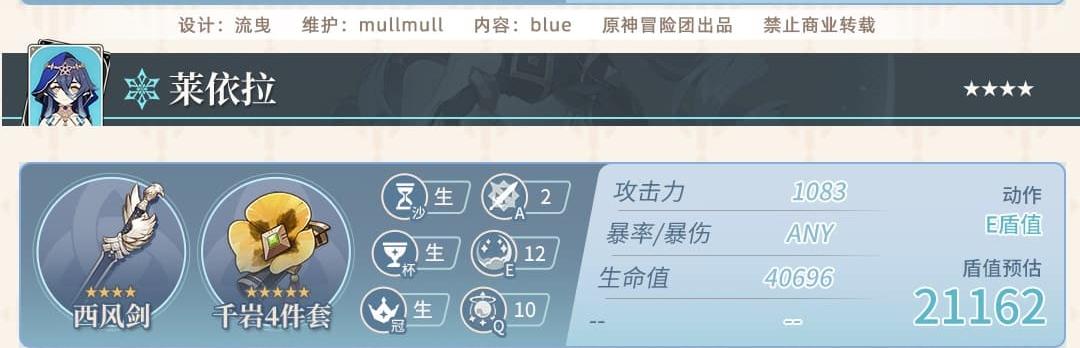 设计：流曳 维护：mullmull 内容：blue 原神冒险团出品 禁止商业转载
莱依拉
★★★★
★★★★
西风剑
★★★★★
千岩4件套
沙 生 A 2
杯 生 E 12
冠 生 Q 10
攻击力 1083
暴率/暴伤 ANY
生命值 40696
-- --
动作
E盾值
盾值预估
21162